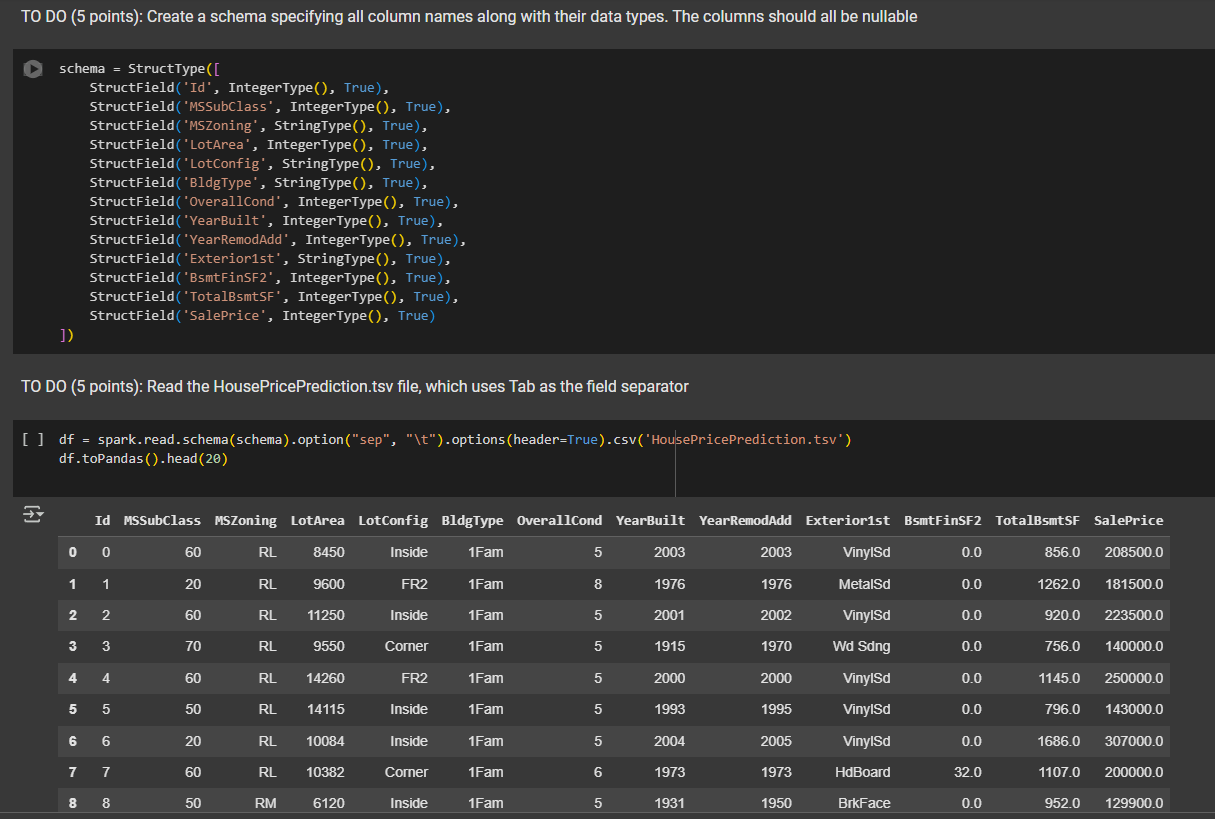 TO DO (5 points): Create a schema specifying all column names along with their data types. The columns should all be nullable
schema = StructType([
    StructField('Id', IntegerType(), True),
    StructField('MSSubClass', IntegerType(), True),
    StructField('MSZoning', StringType(), True),
    StructField('LotArea', IntegerType(), True),
    StructField('LotConfig', StringType(), True),
    StructField('BldgType', StringType(), True),
    StructField('OverallCond', IntegerType(), True),
    StructField('YearBuilt', IntegerType(), True),
    StructField('YearRemodAdd', IntegerType(), True),
    StructField('Exterior1st', StringType(), True),
    StructField('BsmtFinSF2', IntegerType(), True),
    StructField('TotalBsmtSF', IntegerType(), True),
    StructField('SalePrice', IntegerType(), True)
])
TO DO (5 points): Read the HousePricePrediction.tsv file, which uses Tab as the field separator
[ ] df = spark.read.schema(schema).option("sep", "\t").options(header=True).csv('HousePricePrediction.tsv')
df.toPandas().head(20)
Id MSSubClass MSZoning LotArea LotConfig BldgType OverallCond YearBuilt YearRemodAdd Exterior1st BsmtFinSF2 TotalBsmtSF SalePrice
0 0 60 RL 8450 Inside 1Fam 5 2003 2003 VinylSd 0.0 856.0 208500.0
1 1 20 RL 9600 FR2 1Fam 8 1976 1976 MetalSd 0.0 1262.0 181500.0
2 2 60 RL 11250 Inside 1Fam 5 2001 2002 VinylSd 0.0 920.0 223500.0
3 3 70 RL 9550 Corner 1Fam 5 1915 1970 Wd Sdng 0.0 756.0 140000.0
4 4 60 RL 14260 FR2 1Fam 5 2000 2000 VinylSd 0.0 1145.0 250000.0
5 5 50 RL 14115 Inside 1Fam 5 1993 1995 VinylSd 0.0 796.0 143000.0
6 6 20 RL 10084 Inside 1Fam 5 2004 2005 VinylSd 0.0 1686.0 307000.0
7 7 60 RL 10382 Corner 1Fam 6 1973 1973 HdBoard 32.0 1107.0 200000.0
8 8 50 RM 6120 Inside 1Fam 5 1931 1950 BrkFace 0.0 952.0 129900.0